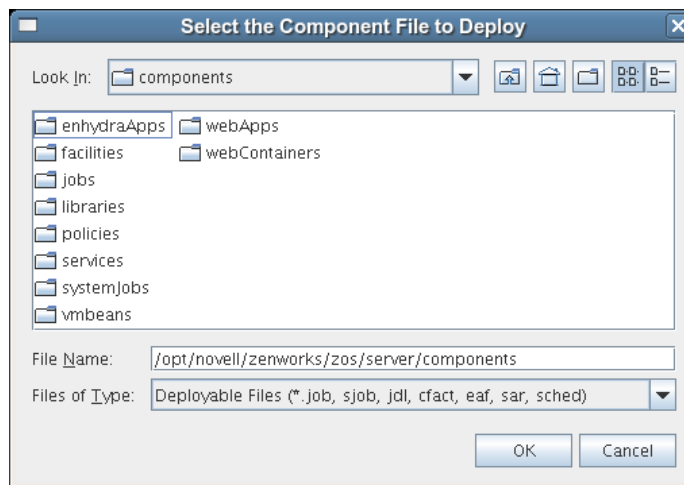 Select the Component File to Deploy
Look In: components
enhydraApps webApps
facilities webContainers
jobs
libraries
policies
services
systemJobs
vmbeans
File Name: /opt/novell/zenworks/zos/server/components
Files of Type: Deployable Files (*.job, sjob, jdl, cfact, eaf, sar, sched)
OK Cancel